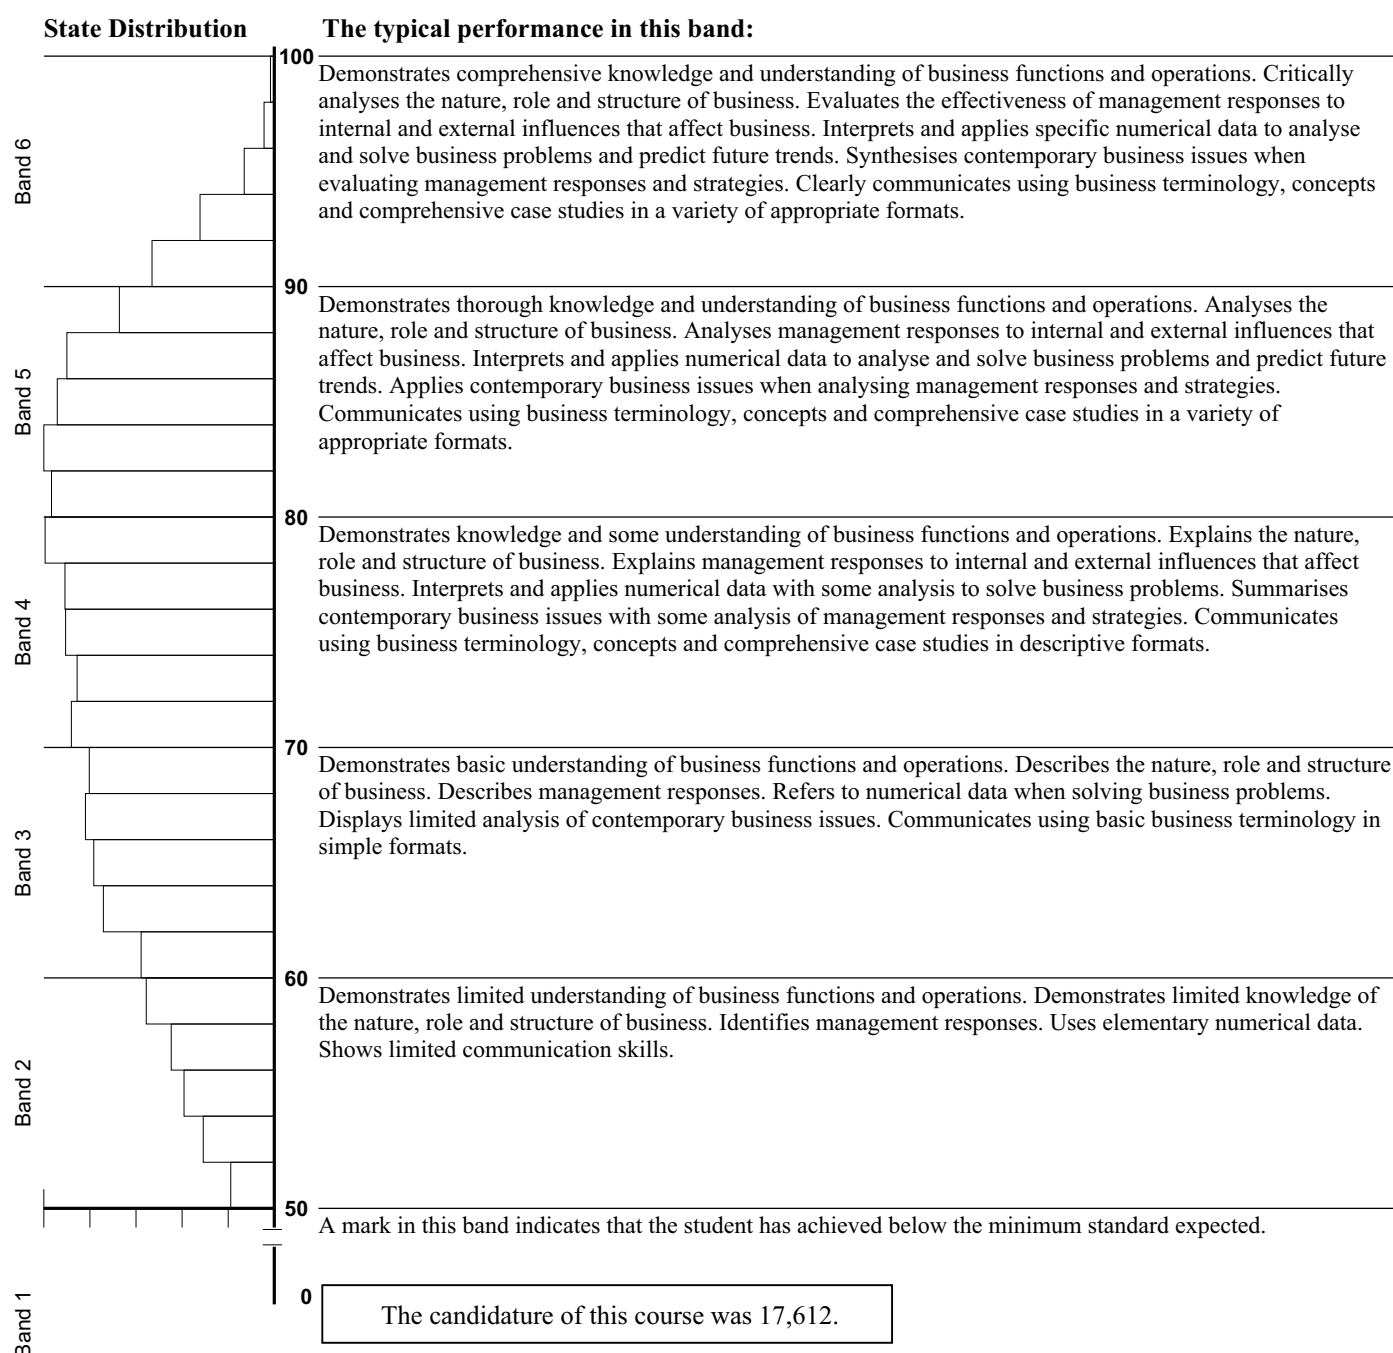 State Distribution
The typical performance in this band:
100
Band 6
Demonstrates comprehensive knowledge and understanding of business functions and operations. Critically
analyses the nature, role and structure of business. Evaluates the effectiveness of management responses to
internal and external influences that affect business. Interprets and applies specific numerical data to analyse
and solve business problems and predict future trends. Synthesises contemporary business issues when
evaluating management responses and strategies. Clearly communicates using business terminology, concepts
and comprehensive case studies in a variety of appropriate formats.
90
Band 5
Demonstrates thorough knowledge and understanding of business functions and operations. Analyses the
nature, role and structure of business. Analyses management responses to internal and external influences that
affect business. Interprets and applies numerical data to analyse and solve business problems and predict future
trends. Applies contemporary business issues when analysing management responses and strategies.
Communicates using business terminology, concepts and comprehensive case studies in a variety of
appropriate formats.
80
Band 4
Demonstrates knowledge and some understanding of business functions and operations. Explains the nature,
role and structure of business. Explains management responses to internal and external influences that affect
business. Interprets and applies numerical data with some analysis to solve business problems. Summarises
contemporary business issues with some analysis of management responses and strategies. Communicates
using business terminology, concepts and comprehensive case studies in descriptive formats.
70
Band 3
Demonstrates basic understanding of business functions and operations. Describes the nature, role and structure
of business. Describes management responses. Refers to numerical data when solving business problems.
Displays limited analysis of contemporary business issues. Communicates using basic business terminology in
simple formats.
60
Band 2
Demonstrates limited understanding of business functions and operations. Demonstrates limited knowledge of
the nature, role and structure of business. Identifies management responses. Uses elementary numerical data.
Shows limited communication skills.
50
A mark in this band indicates that the student has achieved below the minimum standard expected.
Band 1
0
The candidature of this course was 17,612.